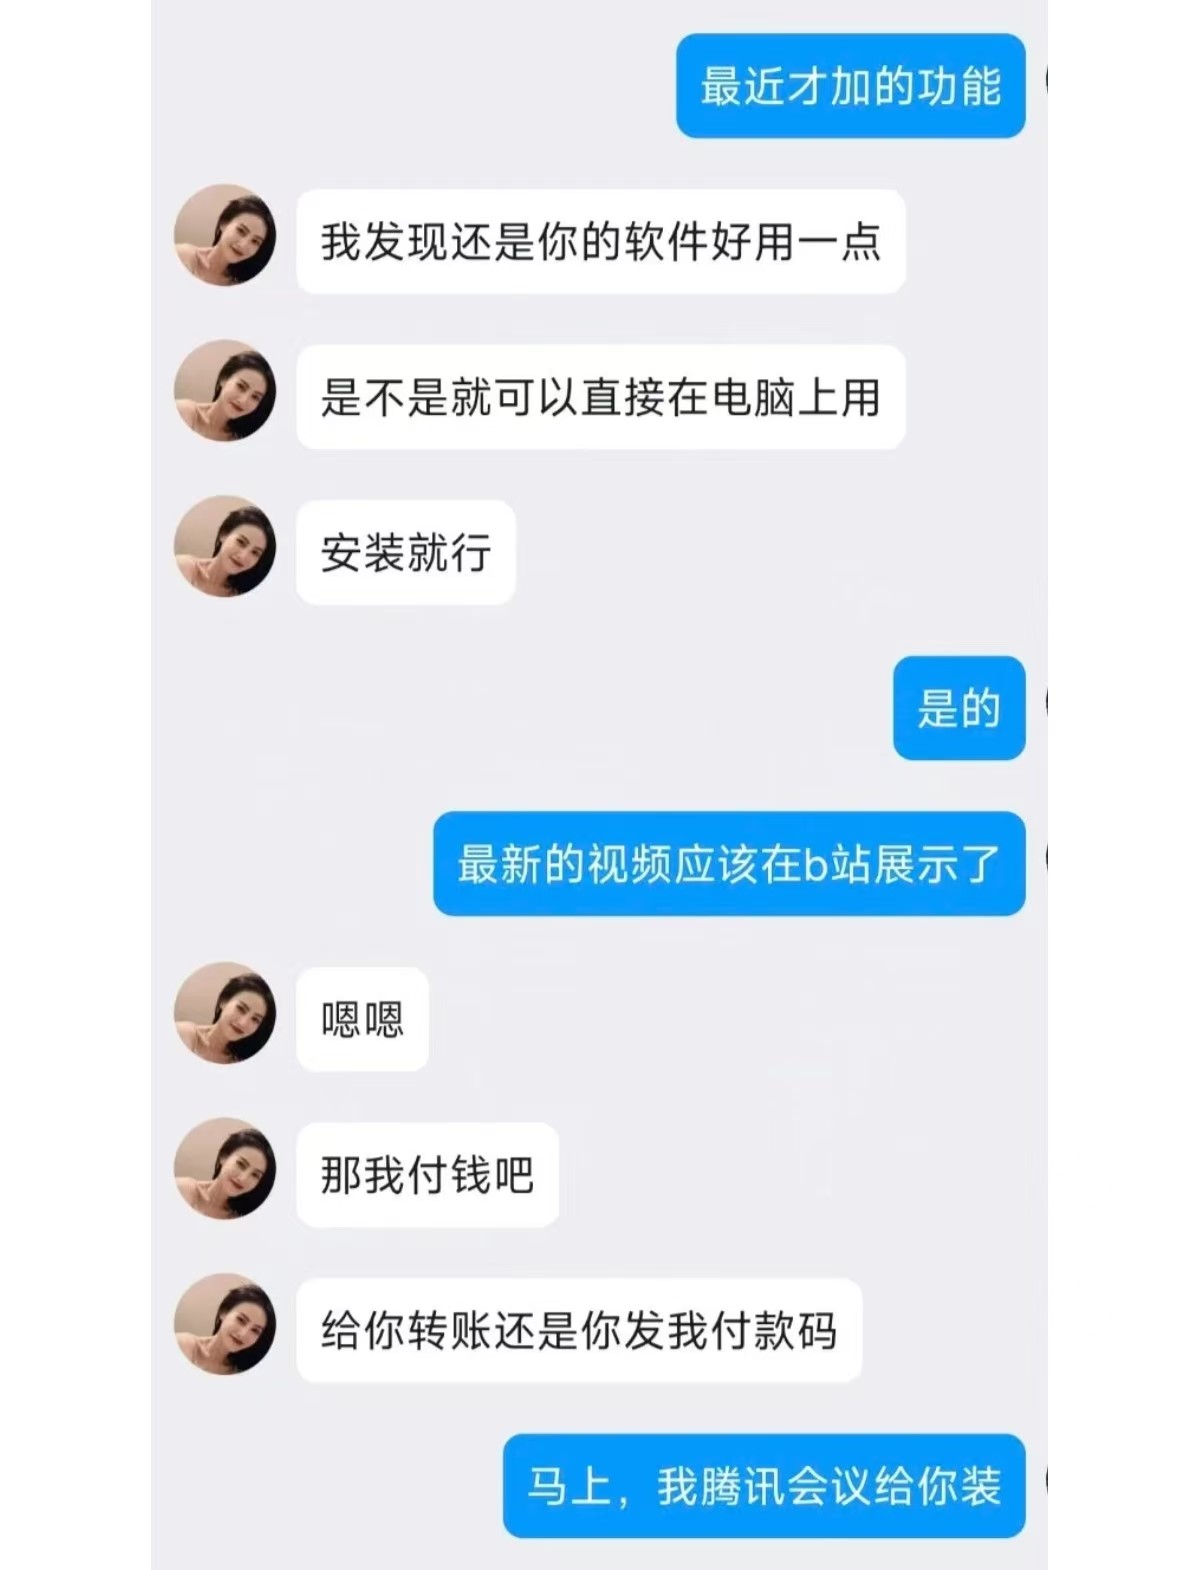 最近才加的功能
我发现还是你的软件好用一点
是不是就可以直接在电脑上用
安装就行
是的
最新的视频应该在b站展示了
嗯嗯
那我付钱吧
给你转账还是你发我付款码
马上，我腾讯会议给你装